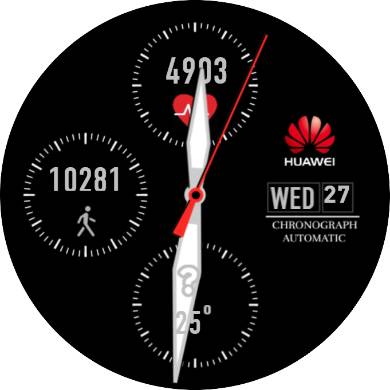 4903
10281
HUAWEI
WED 27
CHRONOGRAPH
AUTOMATIC
25°